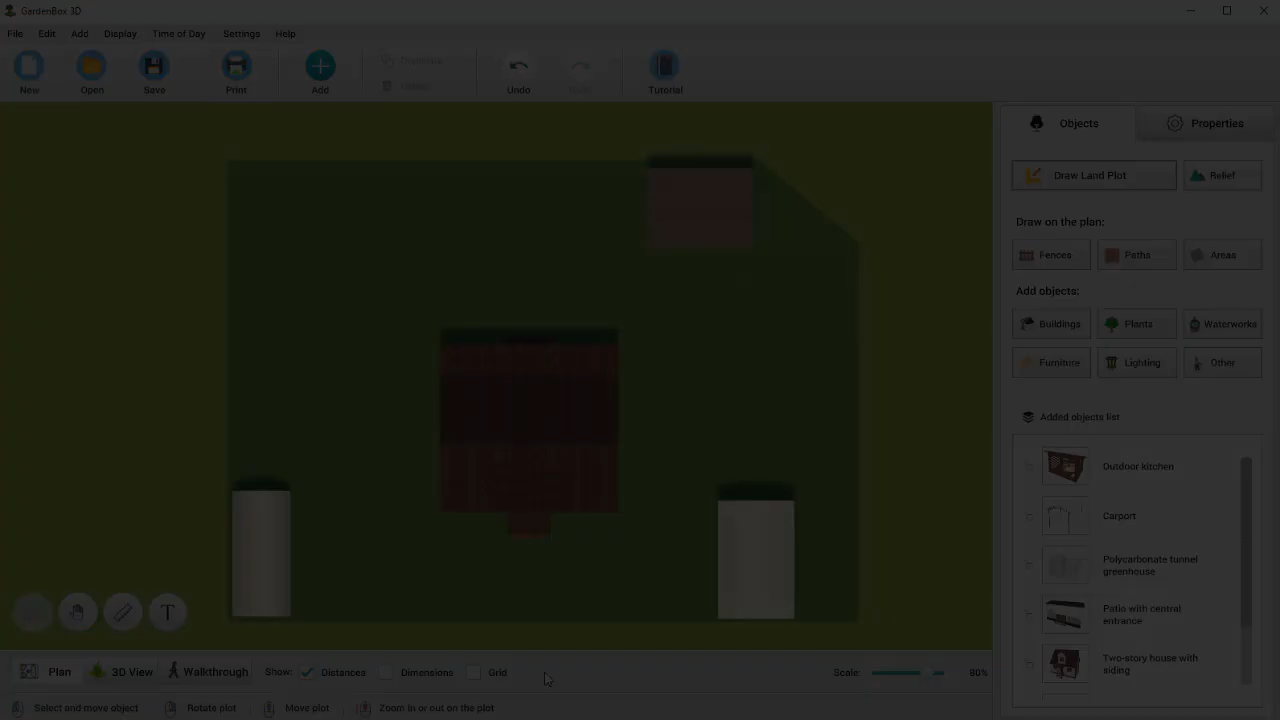 GardenBox 3D
File Edit Add Display Time of Day Settings Help
New Open Save Print Add Undo Tutorial
Objects Properties
Draw Land Plot Relief
Draw on the plan:
Fences Paths Areas
Add objects:
Buildings Plants Waterworks
Furniture Lighting Other
Added objects list
Outdoor kitchen
Carport
Polycarbonate tunnel
greenhouse
Patio with central
entrance
Two-story house with
siding
T
Plan 3D View Walkthrough Show: Distances Dimensions Grid Scale: 80%
Select and move object Rotate plot Move plot Zoom in or out on the plot